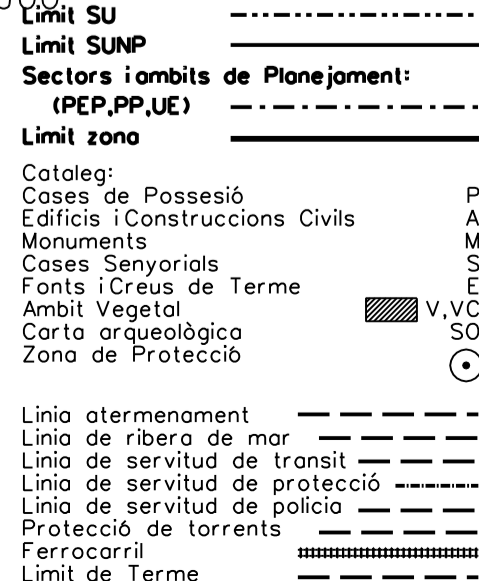 Limit SU
Limit SUNP
Sectors i ambits de Planejament:
(PEP,PP,UE)
Limit zona
Cataleg:
Cases de Possesió P
Edificis i Construccions Civils A
Monuments M
Cases Senyorials S
Fonts i Creus de Terme E
Ambit Vegetal V,VC
Carta arqueològica SO
Zona de Protecció
Linia atermenament
Linia de ribera de mar
Linia de servitud de transit
Linia de servitud de protecció
Linia de servitud de policia
Protecció de torrents
Ferrocarril
Limit de Terme